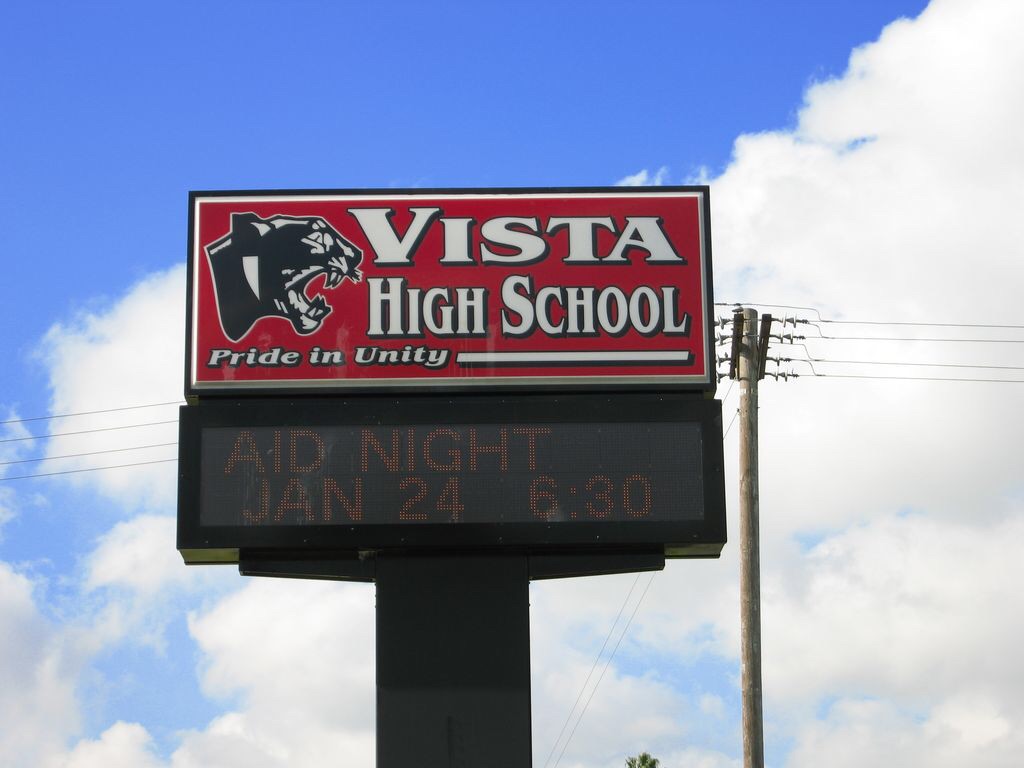 VISTA
HIGH SCHOOL
Pride in Unity
AID NIGHT
JAN 24 6:30